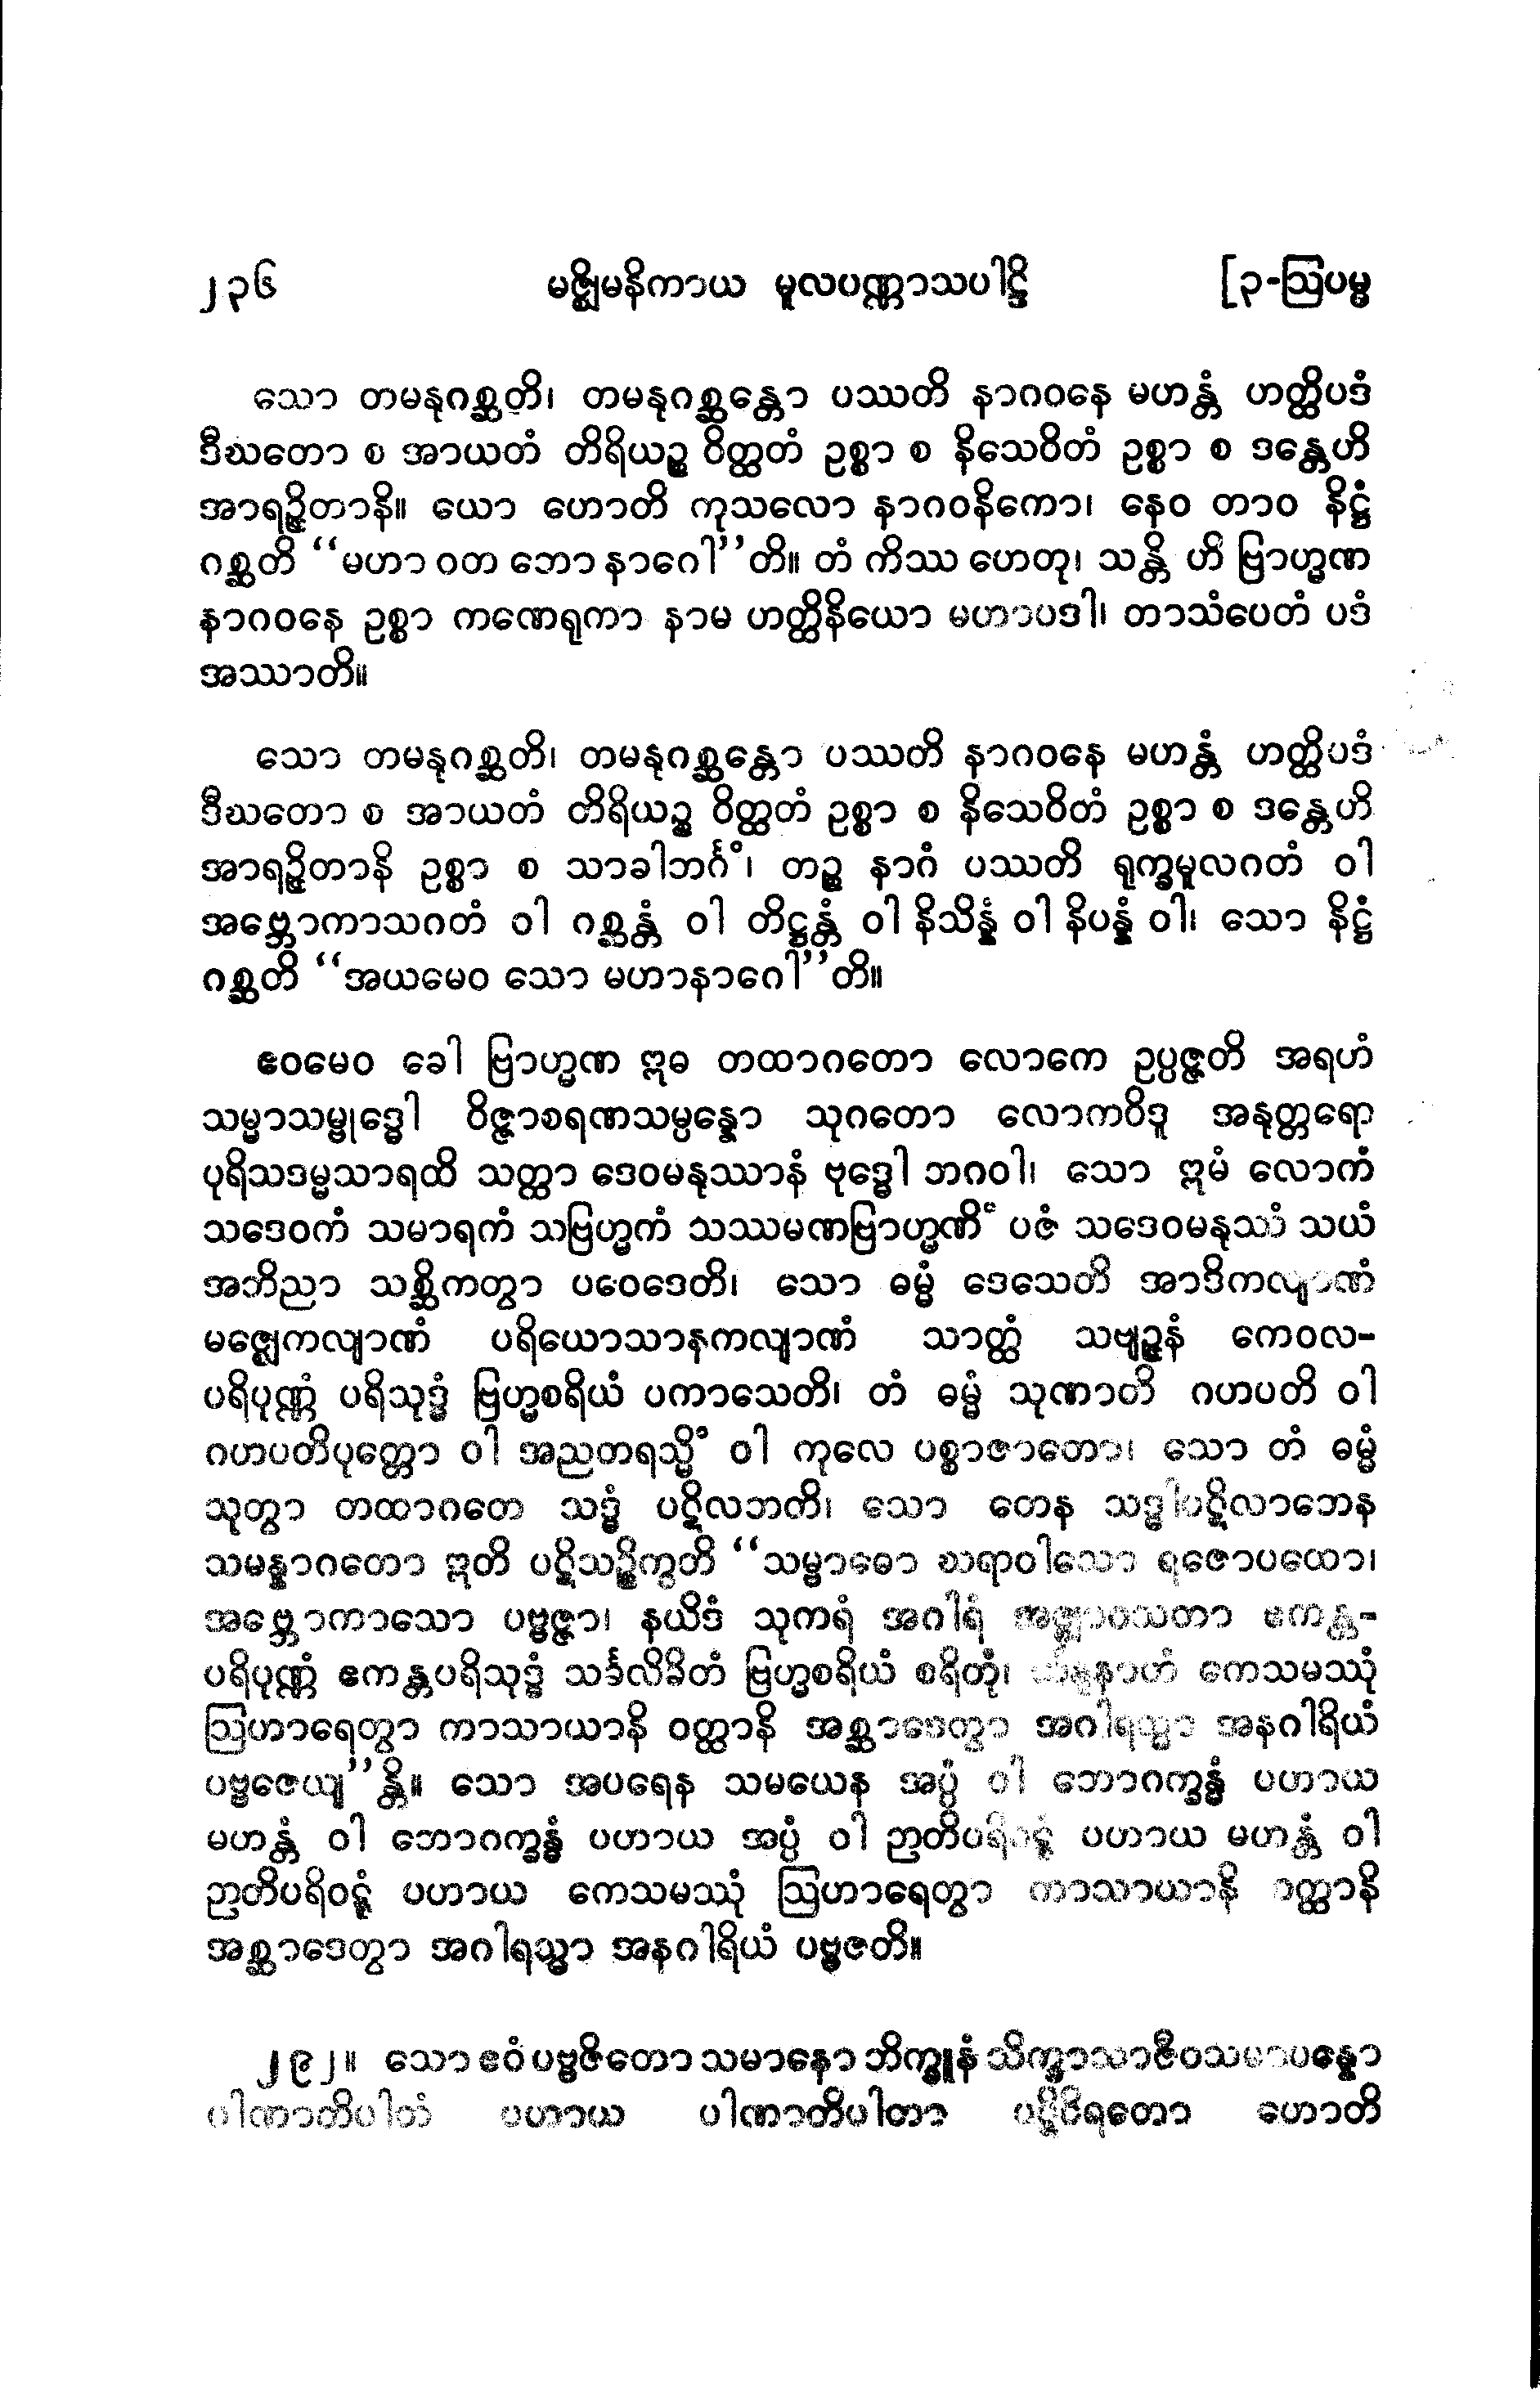 ၂၃၆ မဇ္ဈိမနိကာယ မူလပဏ္ဏာသပါဠိ [၃-ဩပမ္မ
သော တမနုဂစ္ဆတိ၊ တမနုဂစ္ဆန္တော ပဿတိ နာဂဝနေ မဟန္တံ ဟတ္ထိပဒံ
ဒီဃတော စ အာယတံ တိရိယဉ္စ ဝိတ္ထတံ ဥစ္စာ စ နိသေဝိတံ ဥစ္စာ စ ဒန္တေဟိ
အာရဉ္ဇိတာနိ။ ယော ဟောတိ ကုသလော နာဂဝနိကော၊ နေဝ တာဝ နိဋ္ဌံ
ဂစ္ဆတိ “မဟာ ဝတ ဘော နာဂေါ”တိ။ တံ ကိဿ ဟေတု၊ သန္တိ ဟိ ဗြာဟ္မဏ
နာဂဝနေ ဥစ္စာ ကဏေရုကာ နာမ ဟတ္ထိနိယော မဟာပဒါ၊ တာသံပေတံ ပဒံ
အဿာတိ။
သော တမနုဂစ္ဆတိ၊ တမနုဂစ္ဆန္တော ပဿတိ နာဂဝနေ မဟန္တံ ဟတ္ထိပဒံ
ဒီဃတော စ အာယတံ တိရိယဉ္စ ဝိတ္ထတံ ဥစ္စာ စ နိသေဝိတံ ဥစ္စာ စ ဒန္တေဟိ
အာရဉ္ဇိတာနိ ဥစ္စာ စ သာခါဘင်္ဂံ၊ တဉ္စ နာဂံ ပဿတိ ရုက္ခမူလဂတံ ဝါ
အဗ္ဘောကာသဂတံ ဝါ ဂစ္ဆန္တံ ဝါ တိဋ္ဌန္တံ ဝါ နိသိန္နံ ဝါ နိပန္နံ ဝါ၊ သော နိဋ္ဌံ
ဂစ္ဆတိ “အယမေဝ သော မဟာနာဂေါ”တိ။
ဧဝမေဝ ခေါ ဗြာဟ္မဏ ဣဓ တထာဂတော လောကေ ဥပ္ပဇ္ဇတိ အရဟံ
သမ္မာသမ္ဗုဒ္ဓေါ ဝိဇ္ဇာစရဏသမ္ပန္နော သုဂတော လောကဝိဒူ အနုတ္တရော
ပုရိသဒမ္မသာရထိ သတ္ထာ ဒေဝမနုဿာနံ ဗုဒ္ဓေါ ဘဂဝါ၊ သော ဣမံ လောကံ
သဒေဝကံ သမာရကံ သဗြဟ္မကံ သဿမဏဗြာဟ္မဏိံ ပဇံ သဒေဝမနုဿံ သယံ
အဘိညာ သစ္ဆိကတွာ ပဝေဒေတိ၊ သော ဓမ္မံ ဒေသေတိ အာဒိကလျာဏံ
မဇ္ဈေကလျာဏံ ပရိယောသာနကလျာဏံ သာတ္ထံ သဗျဉ္ဇနံ ကေဝလ-
ပရိပုဏ္ဏံ ပရိသုဒ္ဓံ ဗြဟ္မစရိယံ ပကာသေတိ၊ တံ ဓမ္မံ သုဏာတိ ဂဟပတိ ဝါ
ဂဟပတိပုတ္တော ဝါ အညတရသ္မိံ ဝါ ကုလေ ပစ္စာဇာတော၊ သော တံ ဓမ္မံ
သုတွာ တထာဂတေ သဒ္ဓံ ပဋိလဘတိ၊ သော တေန သဒ္ဓါပဋိလာဘေန
သမန္နာဂတော ဣတိ ပဋိသဉ္စိက္ခတိ “သမ္ဗာဓော ဃရာဝါသော ရဇောပထော၊
အဗ္ဘောကာသော ပဗ္ဗဇ္ဇာ၊ နယိဒံ သုကရံ အဂါရံ အဇ္ဈာဝသတာ ဧကန္တ-
ပရိပုဏ္ဏံ ဧကန္တပရိသုဒ္ဓံ သင်္ခလိခိတံ ဗြဟ္မစရိယံ စရိတုံ၊ ယံနူနာဟံ ကေသမဿုံ
ဩဟာရေတွာ ကာသာယာနိ ဝတ္ထာနိ အစ္ဆာဒေတွာ အဂါရသ္မာ အနဂါရိယံ
ပဗ္ဗဇေယျ”န္တိ။ သော အပရေန သမယေန အပ္ပံ ဝါ ဘောဂက္ခန္ဓံ ပဟာယ
မဟန္တံ ဝါ ဘောဂက္ခန္ဓံ ပဟာယ အပ္ပံ ဝါ ဉာတိပရိဝဋ္ဋံ ပဟာယ မဟန္တံ ဝါ
ဉာတိပရိဝဋ္ဋံ ပဟာယ ကေသမဿုံ ဩဟာရေတွာ ကာသာယာနိ ဝတ္ထာနိ
အစ္ဆာဒေတွာ အဂါရသ္မာ အနဂါရိယံ ပဗ္ဗဇတိ။
၂၉၂။ သော ဧဝံ ပဗ္ဗဇိတော သမာနော ဘိက္ခူနံ သိက္ခာသာဇီဝသမာပန္နော
ပါဏာတိပါတံ ပဟာယ ပါဏာတိပါတာ ပဋိဝိရတော ဟောတိ